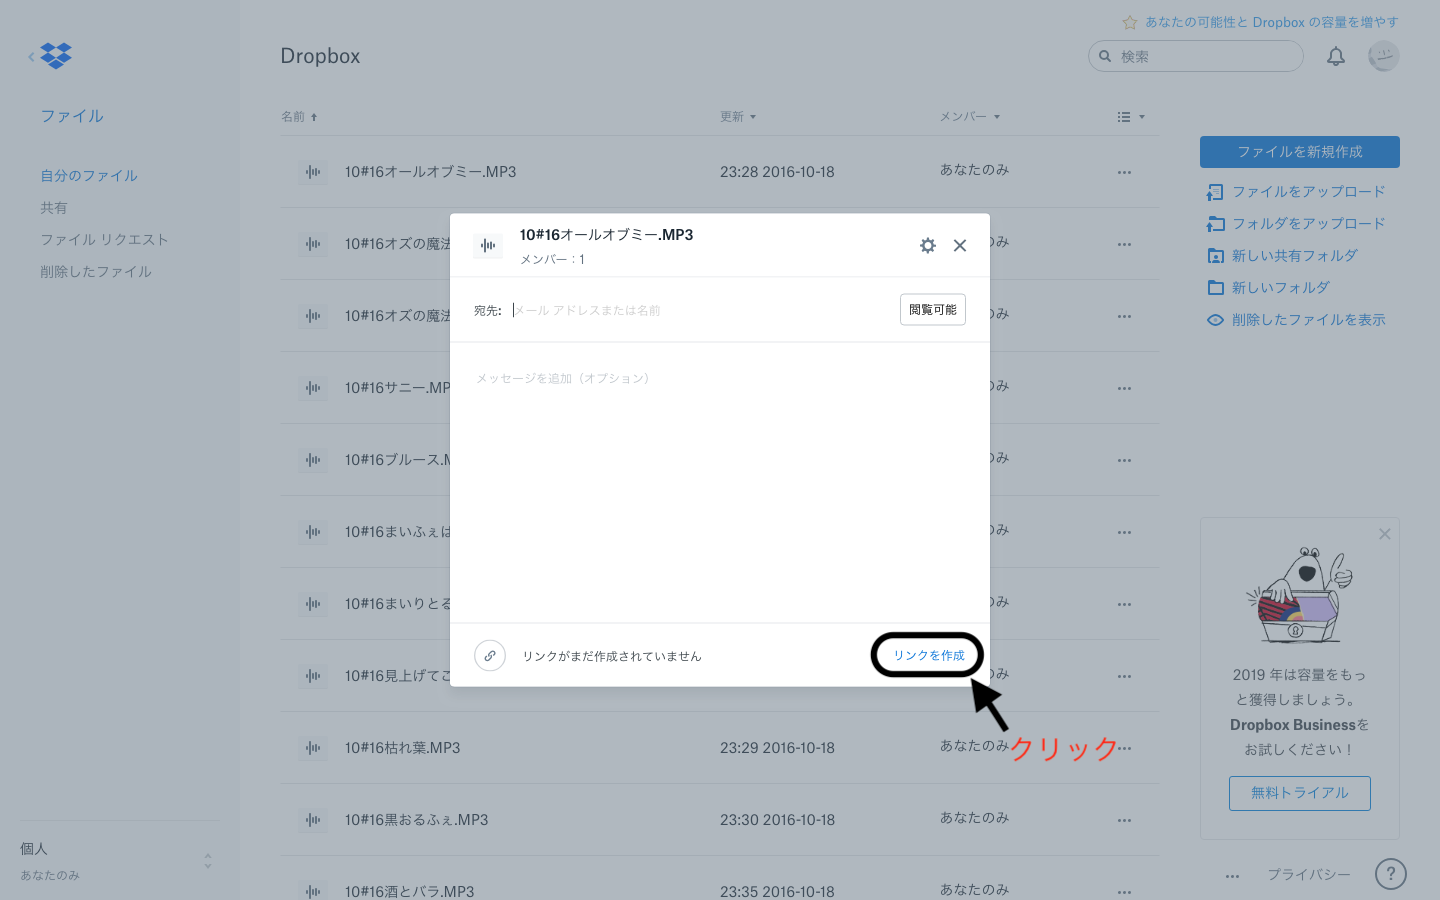 あなたの可能性と Dropbox の容量を増やす
Dropbox
検索
ファイル
自分のファイル
共有
ファイル リクエスト
削除したファイル
名前
更新
メンバー
10#16オールオブミー.MP3
23:28 2016-10-18
あなたのみ
10#16オズの魔法
のみ
10#16オズの魔法
のみ
10#16サニー.MP
のみ
10#16ブルース.M
のみ
10#16まいふぇば
のみ
10#16まいりとる
のみ
10#16見上げてご
のみ
10#16枯れ葉.MP3
23:29 2016-10-18
あなたのみ
10#16黒おるふぇ.MP3
23:30 2016-10-18
あなたのみ
10#16酒とバラ.MP3
23:35 2016-10-18
あなたのみ
10#16オールオブミー.MP3
メンバー：1
宛先:
メール アドレスまたは名前
閲覧可能
メッセージを追加（オプション）
リンクがまだ作成されていません
リンクを作成
クリック
ファイルを新規作成
ファイルをアップロード
フォルダをアップロード
新しい共有フォルダ
新しいフォルダ
削除したファイルを表示
2019 年は容量をもっ
と獲得しましょう。
Dropbox Businessを
お試しください！
無料トライアル
個人
あなたのみ
プライバシー
?